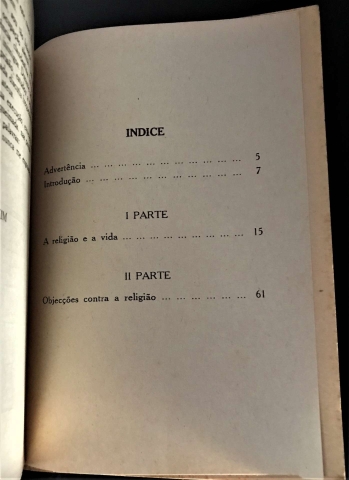 INDICE
Advertência ... ... ... ... ... ... ... ... ... ... ... 5
Introdução ... ... ... ... ... ... ... ... ... ... ... 7
I PARTE
A religião e a vida ... ... ... ... ... ... ... ... ... 15
II PARTE
Objecções contra a religião ... ... ... ... ... ... 61